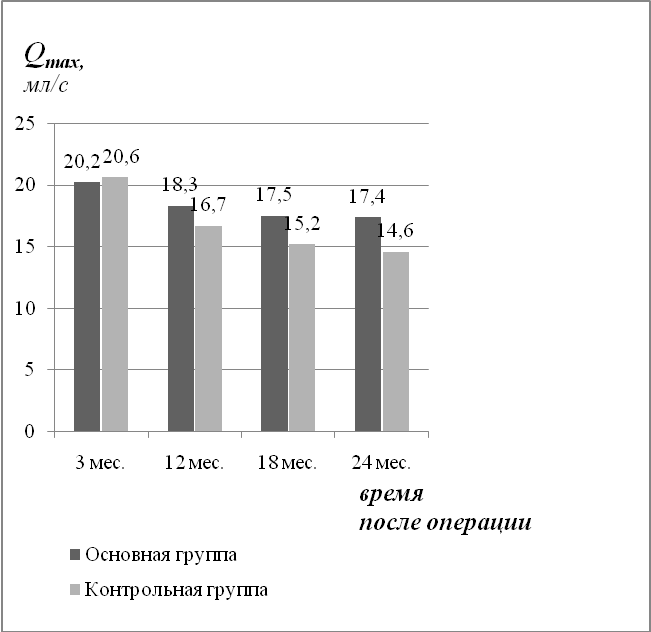 Qmax,
мл/с
25
20
15
10
5
0
20,2 20,6
18,3
16,7
17,5
15,2
17,4
14,6
3 мес. 12 мес. 18 мес. 24 мес.
время
после операции
Основная группа
Контрольная группа